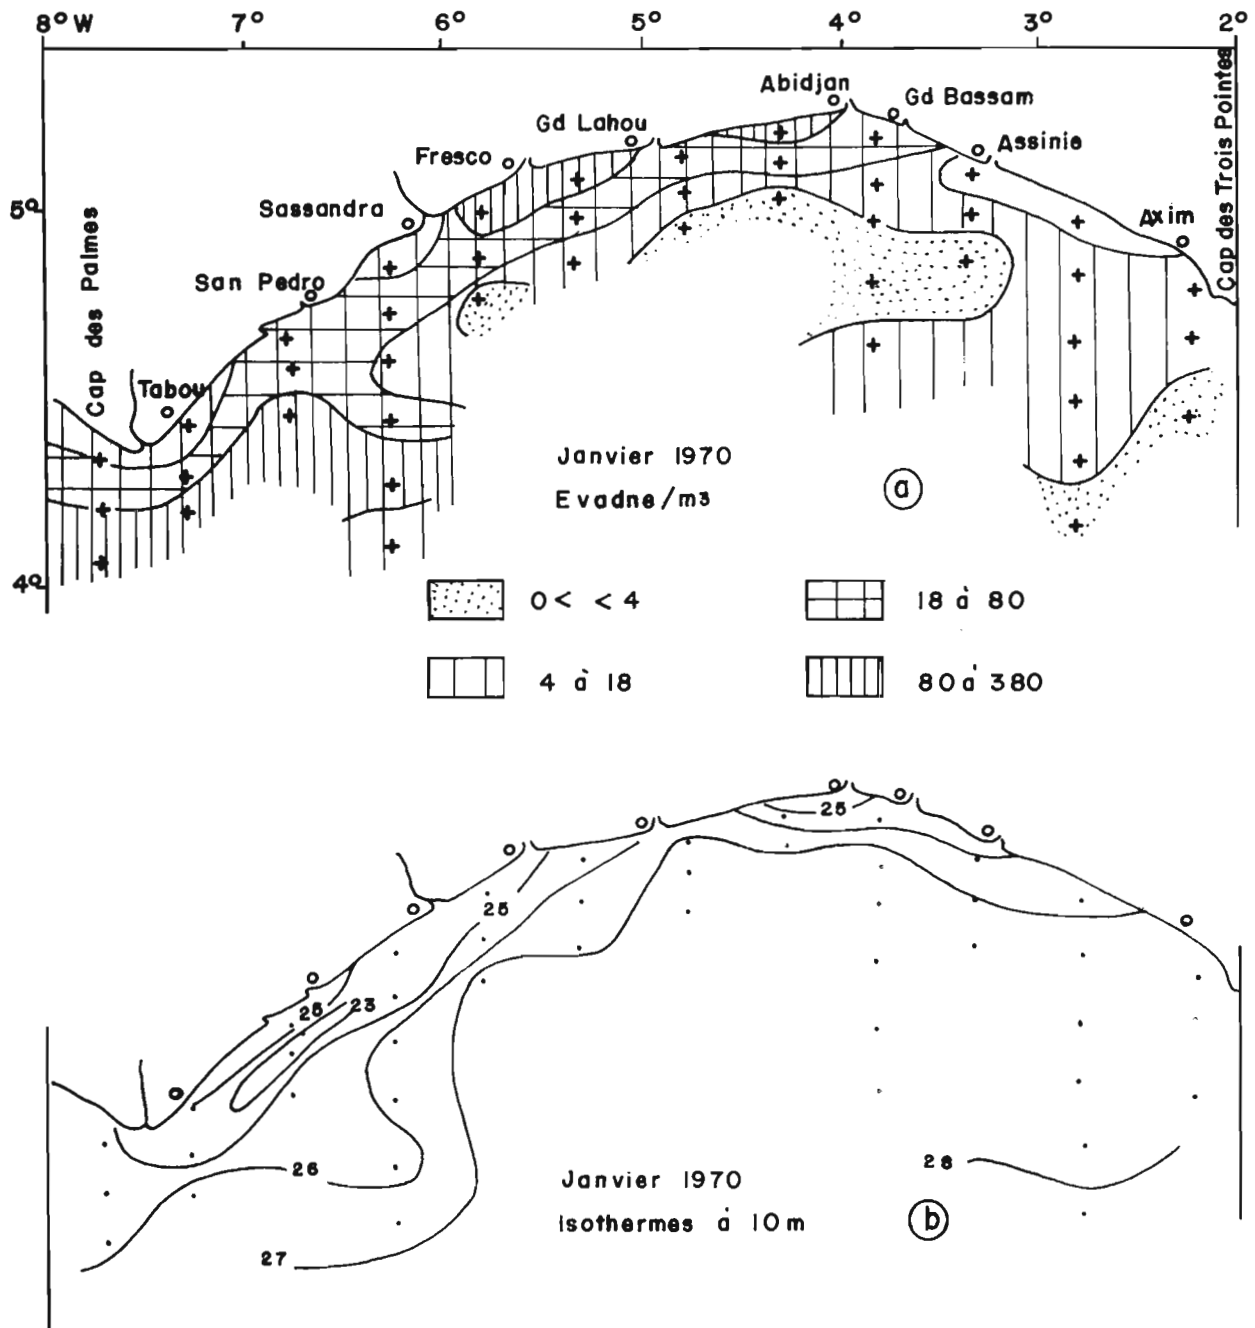 8° W 7° 6° 5° 4° 3° 2°
Abidjan
Gd Bassam
Gd Lahou
Assinie
Fresco
5°
Sassandra
Axim
San Pedro
Cap des Palmes
Cap des Trois Pointes
Tabou
Janvier 1970
Evadne/m3
a
4°
0< <4
18 à 80
4 à 18
80 à 380
25
25
25
23
26
28
Janvier 1970
Isothermes à 10m
b
27